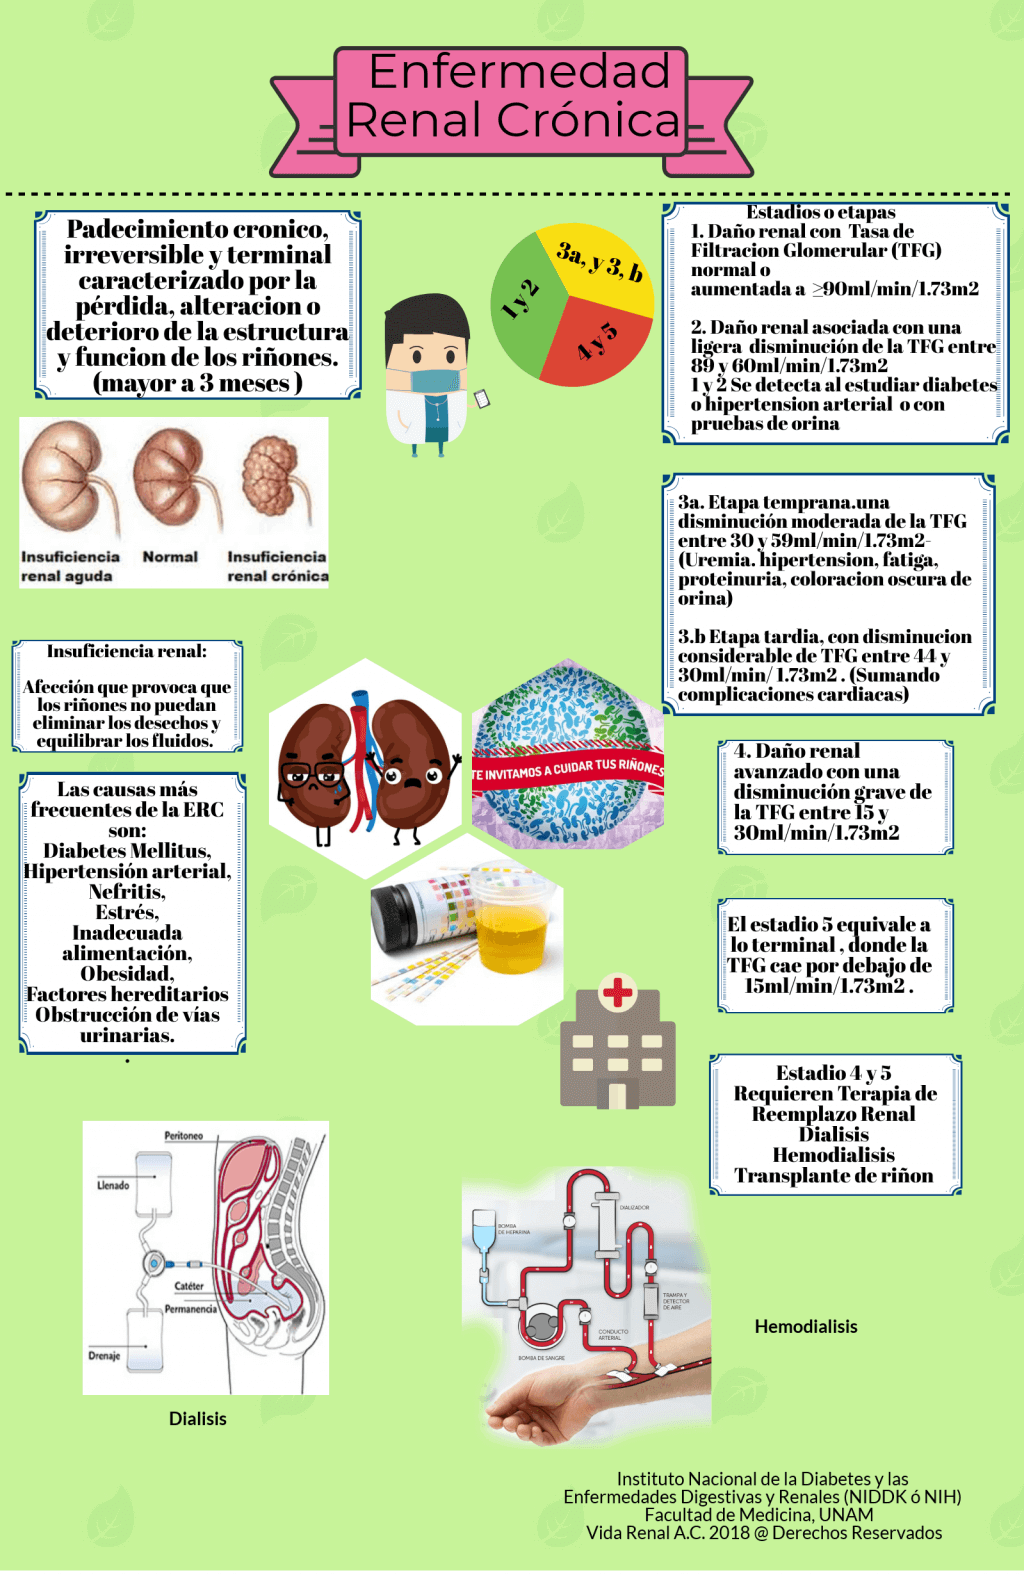 Enfermedad
Renal Crónica
Padecimiento cronico,
irreversible y terminal
caracterizado por la
pérdida, alteracion o
deterioro de la estructura
y funcion de los riñones.
(mayor a 3 meses )
1 y 2
3a, y 3, b
4 y 5
Estadios o etapas
1. Daño renal con Tasa de
Filtracion Glomerular (TFG)
normal o
aumentada a ≥90ml/min/1.73m2
2. Daño renal asociada con una
ligera disminución de la TFG entre
89 y 60ml/min/1.73m2
1 y 2 Se detecta al estudiar diabetes
o hipertension arterial o con
pruebas de orina
Insuficiencia
renal aguda
Normal
Insuficiencia
renal crónica
3a. Etapa temprana.una
disminución moderada de la TFG
entre 30 y 59ml/min/1.73m2-
(Uremia. hipertension, fatiga,
proteinuria, coloracion oscura de
orina)
3.b Etapa tardia, con disminucion
considerable de TFG entre 44 y
30ml/min/ 1.73m2 . (Sumando
complicaciones cardiacas)
Insuficiencia renal:
Afección que provoca que
los riñones no puedan
eliminar los desechos y
equilibrar los fluidos.
TE INVITAMOS A CUIDAR TUS RIÑONES
4. Daño renal
avanzado con una
disminución grave de
la TFG entre 15 y
30ml/min/1.73m2
Las causas más
frecuentes de la ERC
son:
Diabetes Mellitus,
Hipertensión arterial,
Nefritis,
Estrés,
Inadecuada
alimentación,
Obesidad,
Factores hereditarios
Obstrucción de vías
urinarias.
.
El estadio 5 equivale a
lo terminal , donde la
TFG cae por debajo de
15ml/min/1.73m2 .
Estadio 4 y 5
Requieren Terapia de
Reemplazo Renal
Dialisis
Hemodialisis
Transplante de riñon
Peritoneo
Llenado
Catéter
Permanencia
Drenaje
Dialisis
BOMBA
DE HEPARINA
DIALIZADOR
TRAMPA Y
DETECTOR
DE AIRE
CONDUCTO
ARTERIAL
BOMBA DE SANGRE
Hemodialisis
Instituto Nacional de la Diabetes y las
Enfermedades Digestivas y Renales (NIDDK ó NIH)
Facultad de Medicina, UNAM
Vida Renal A.C. 2018 @ Derechos Reservados